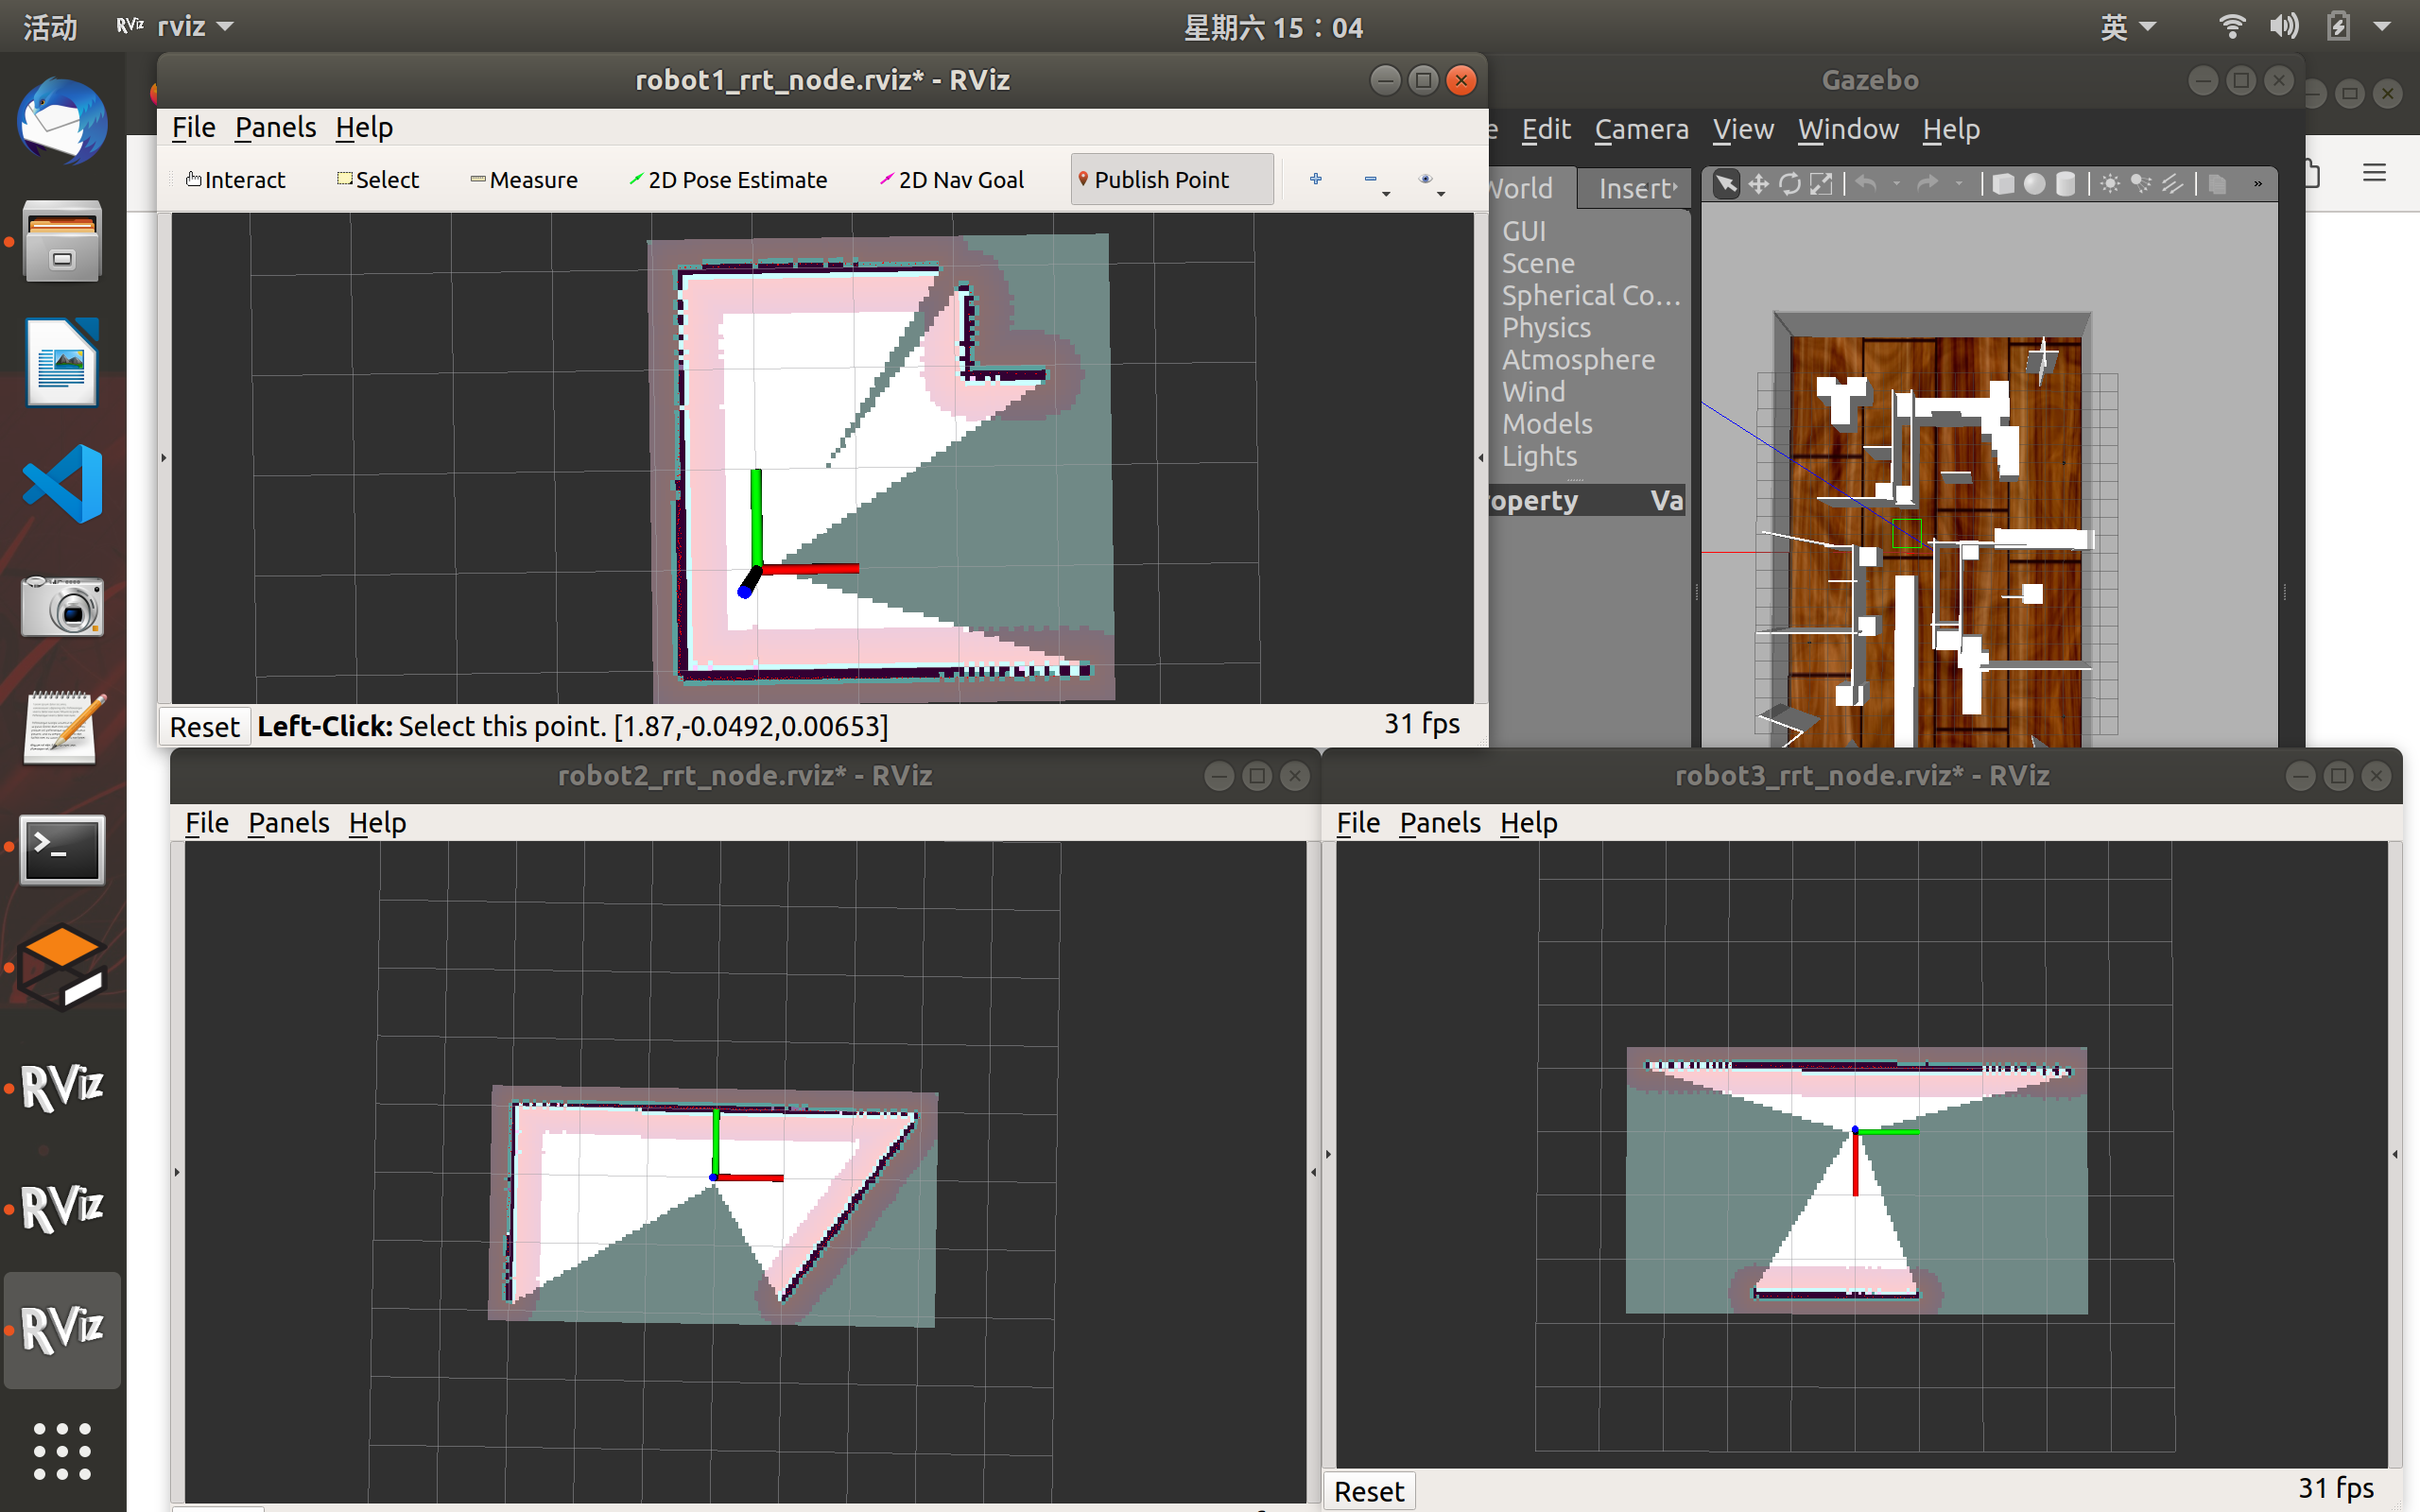 活动 RViz rviz 星期六 15：04 英
robot1_rrt_node.rviz* - RViz
File Panels Help
Interact Select Measure 2D Pose Estimate 2D Nav Goal Publish Point
Reset Left-Click: Select this point. [1.87,-0.0492,0.00653] 31 fps
Gazebo
e Edit Camera View Window Help
World Insert
GUI
Scene
Spherical Co…
Physics
Atmosphere
Wind
Models
Lights
operty Va
robot2_rrt_node.rviz* - RViz
File Panels Help
robot3_rrt_node.rviz* - RViz
File Panels Help
Reset 31 fps
RViz
RViz
RViz